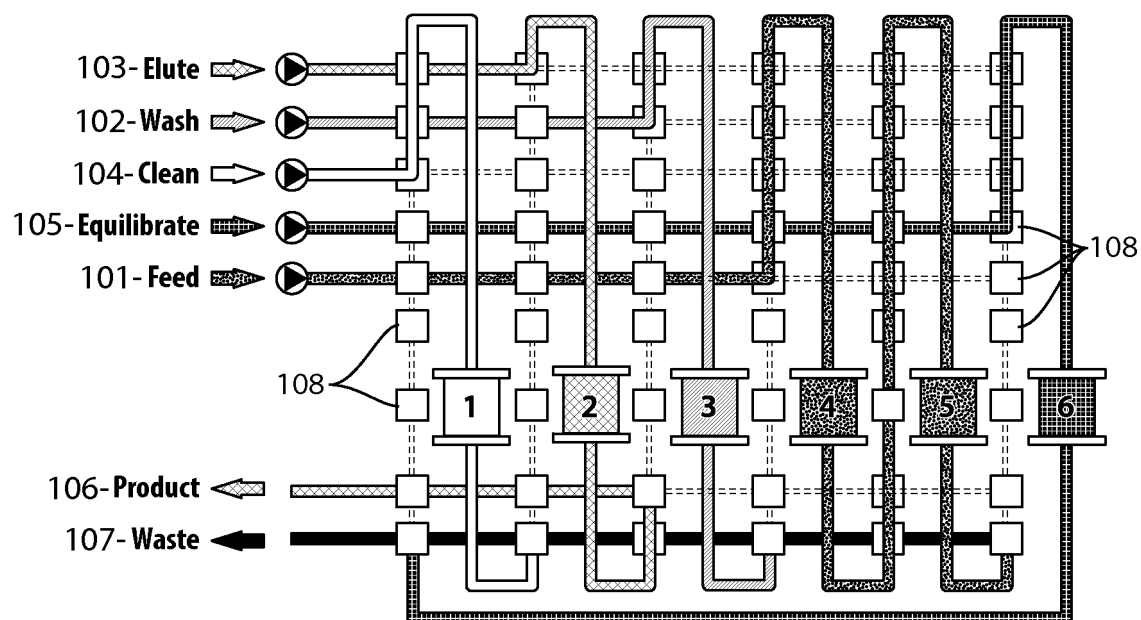 103- Elute
102- Wash
104- Clean
105- Equilibrate
101- Feed
108
108
1 2 3 4 5 6
106- Product
107- Waste